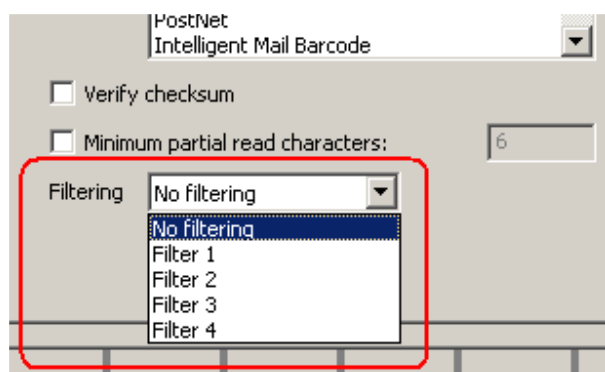 PostNet
Intelligent Mail Barcode
Verify checksum
Minimum partial read characters: 6
Filtering No filtering
No filtering
Filter 1
Filter 2
Filter 3
Filter 4